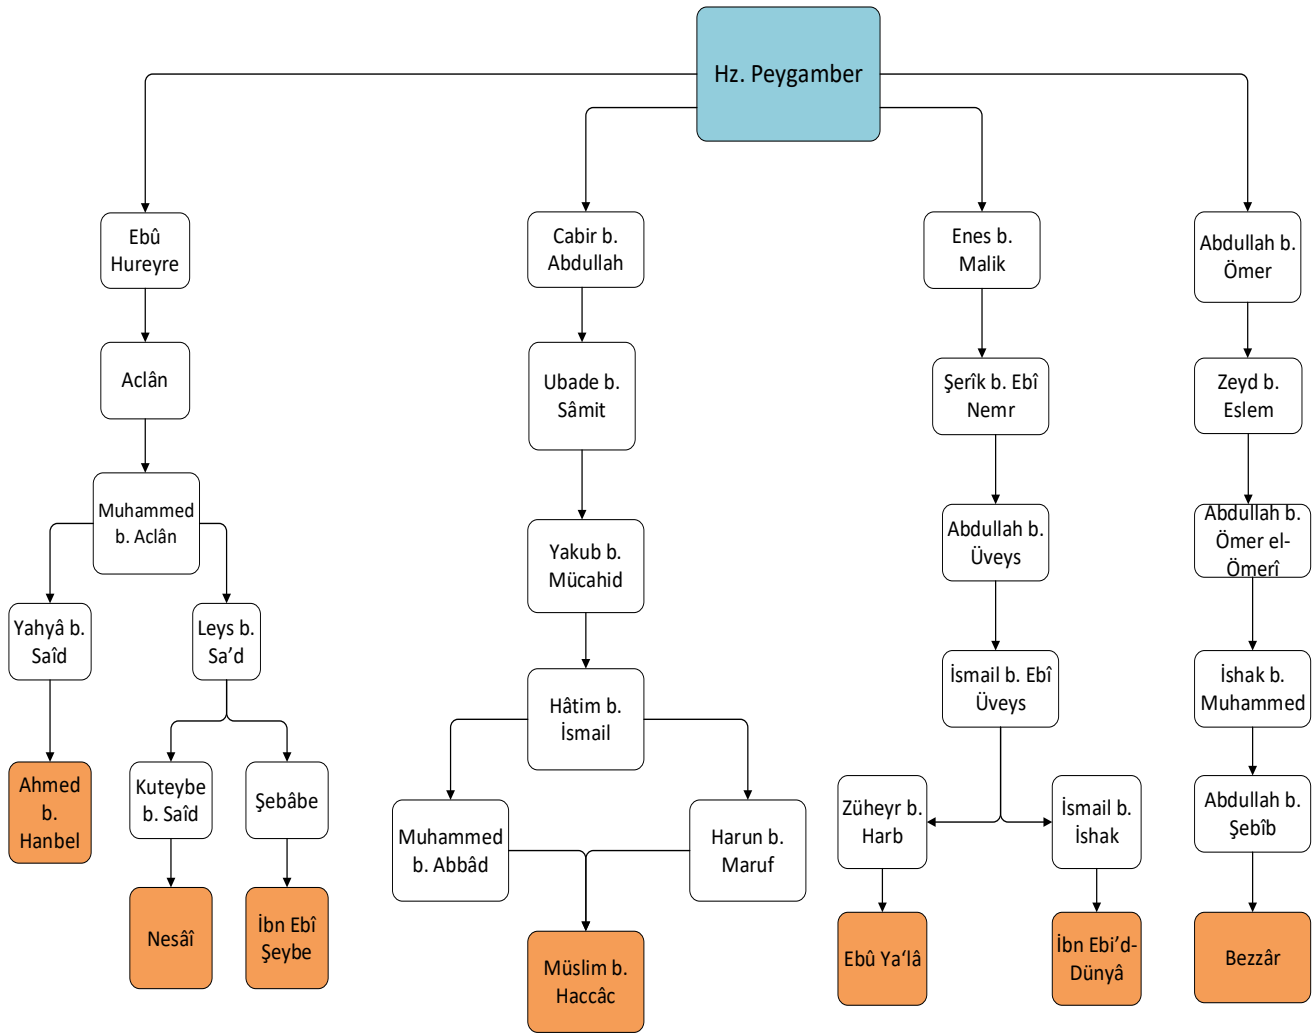 Hz. Peygamber
Ebû
Hureyre
Cabir b.
Abdullah
Enes b.
Malik
Abdullah b.
Ömer
Aclân
Ubade b.
Sâmit
Şerîk b. Ebî
Nemr
Zeyd b.
Eslem
Muhammed
b. Aclân
Yakub b.
Mücahid
Abdullah b.
Üveys
Abdullah b.
Ömer el-
Ömerî
Yahyâ b.
Saîd
Leys b.
Sa’d
Hâtim b.
İsmail
İsmail b. Ebî
Üveys
İshak b.
Muhammed
Ahmed
b.
Hanbel
Kuteybe
b. Saîd
Şebâbe
Muhammed
b. Abbâd
Harun b.
Maruf
Züheyr b.
Harb
İsmail b.
İshak
Abdullah b.
Şebîb
Nesâî
İbn Ebî
Şeybe
Müslim b.
Haccâc
Ebû Ya‘lâ
İbn Ebi’d-
Dünyâ
Bezzâr